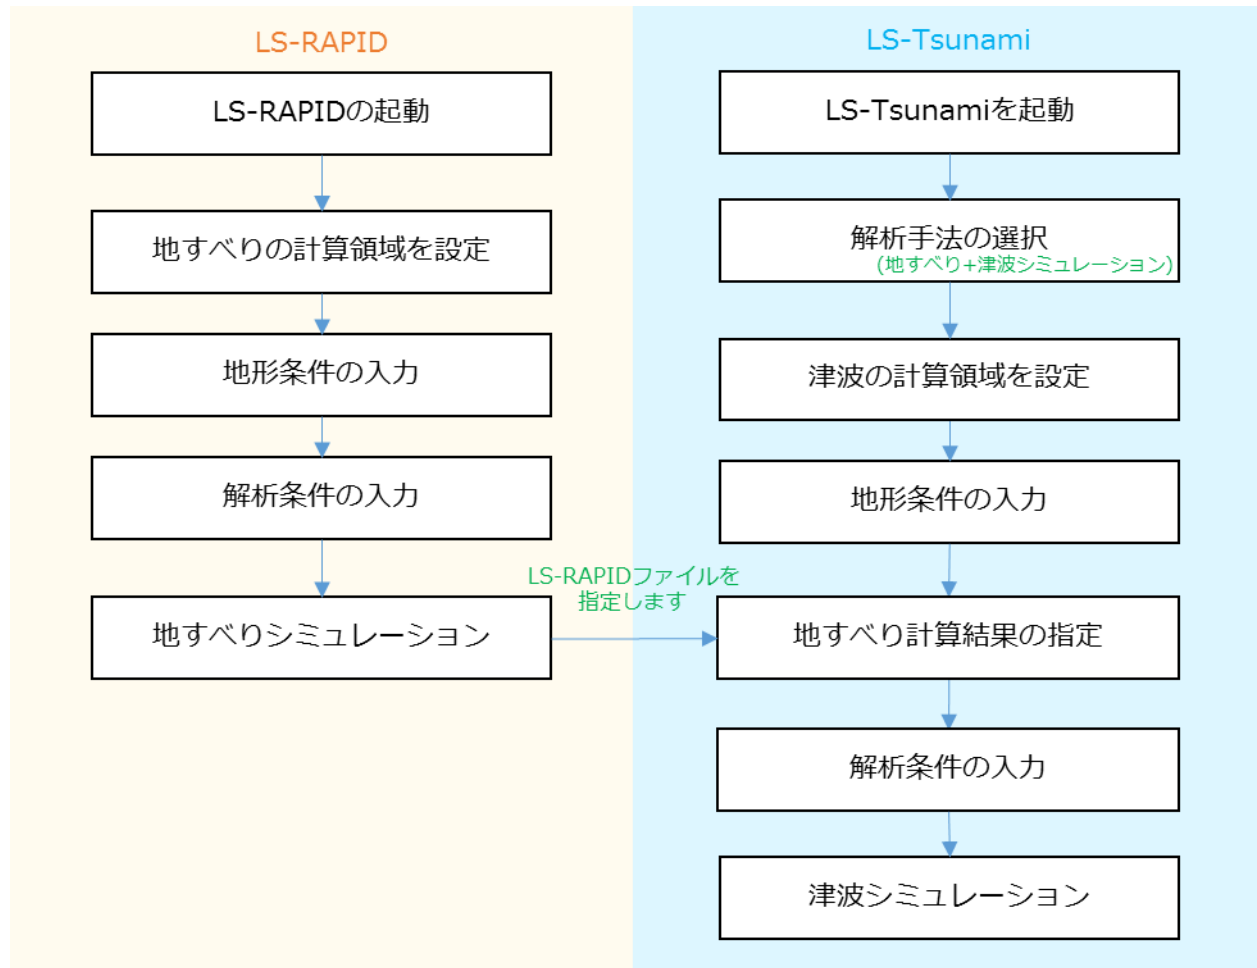 LS-RAPID
LS-RAPIDの起動
地すべりの計算領域を設定
地形条件の入力
解析条件の入力
地すべりシミュレーション
LS-RAPIDファイルを
指定します
LS-Tsunami
LS-Tsunamiを起動
解析手法の選択
(地すべり+津波シミュレーション)
津波の計算領域を設定
地形条件の入力
地すべり計算結果の指定
解析条件の入力
津波シミュレーション